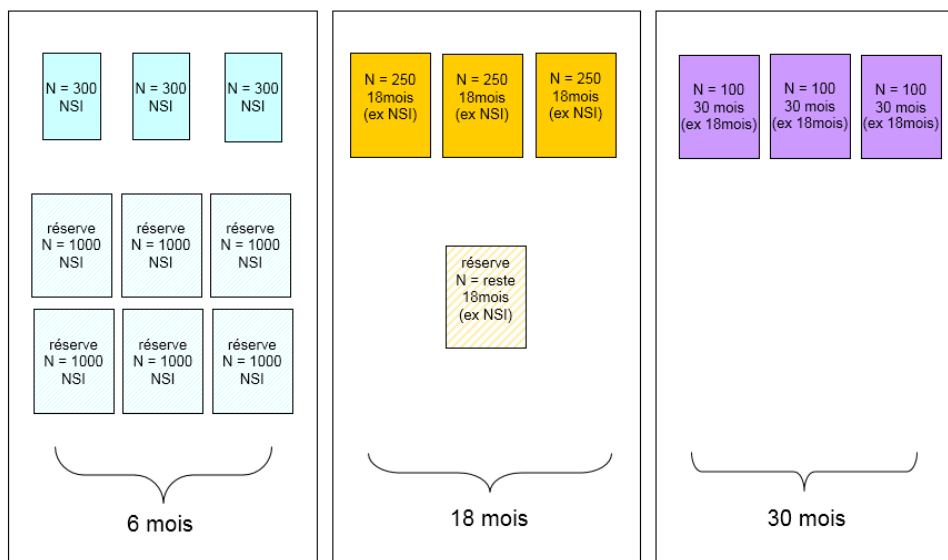 N = 300
NSI
N = 300
NSI
N = 300
NSI
réserve
N = 1000
NSI
réserve
N = 1000
NSI
réserve
N = 1000
NSI
réserve
N = 1000
NSI
réserve
N = 1000
NSI
réserve
N = 1000
NSI
6 mois
N = 250
18mois
(ex NSI)
N = 250
18mois
(ex NSI)
N = 250
18mois
(ex NSI)
réserve
N = reste
18mois
(ex NSI)
18 mois
N = 100
30 mois
(ex 18mois)
N = 100
30 mois
(ex 18mois)
N = 100
30 mois
(ex 18mois)
30 mois